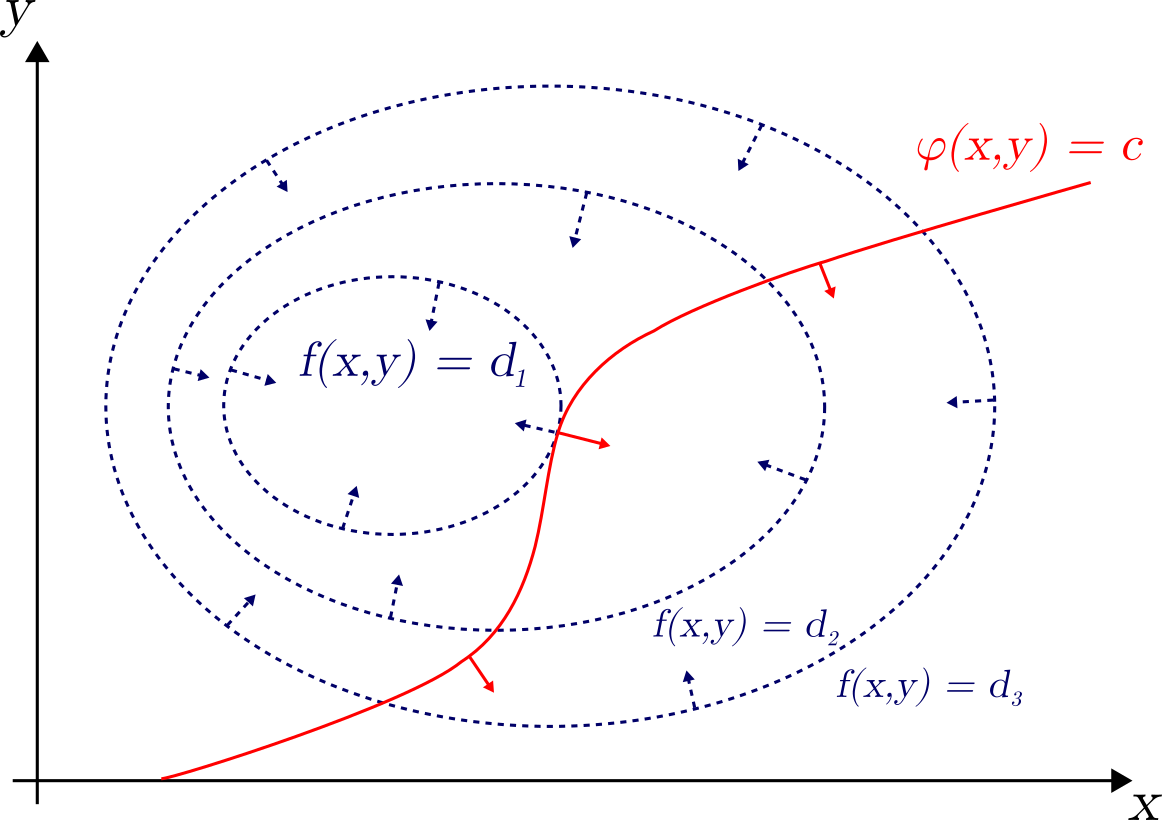 y
φ(x,y) = c
f(x,y) = d₁
f(x,y) = d₂
f(x,y) = d₃
x